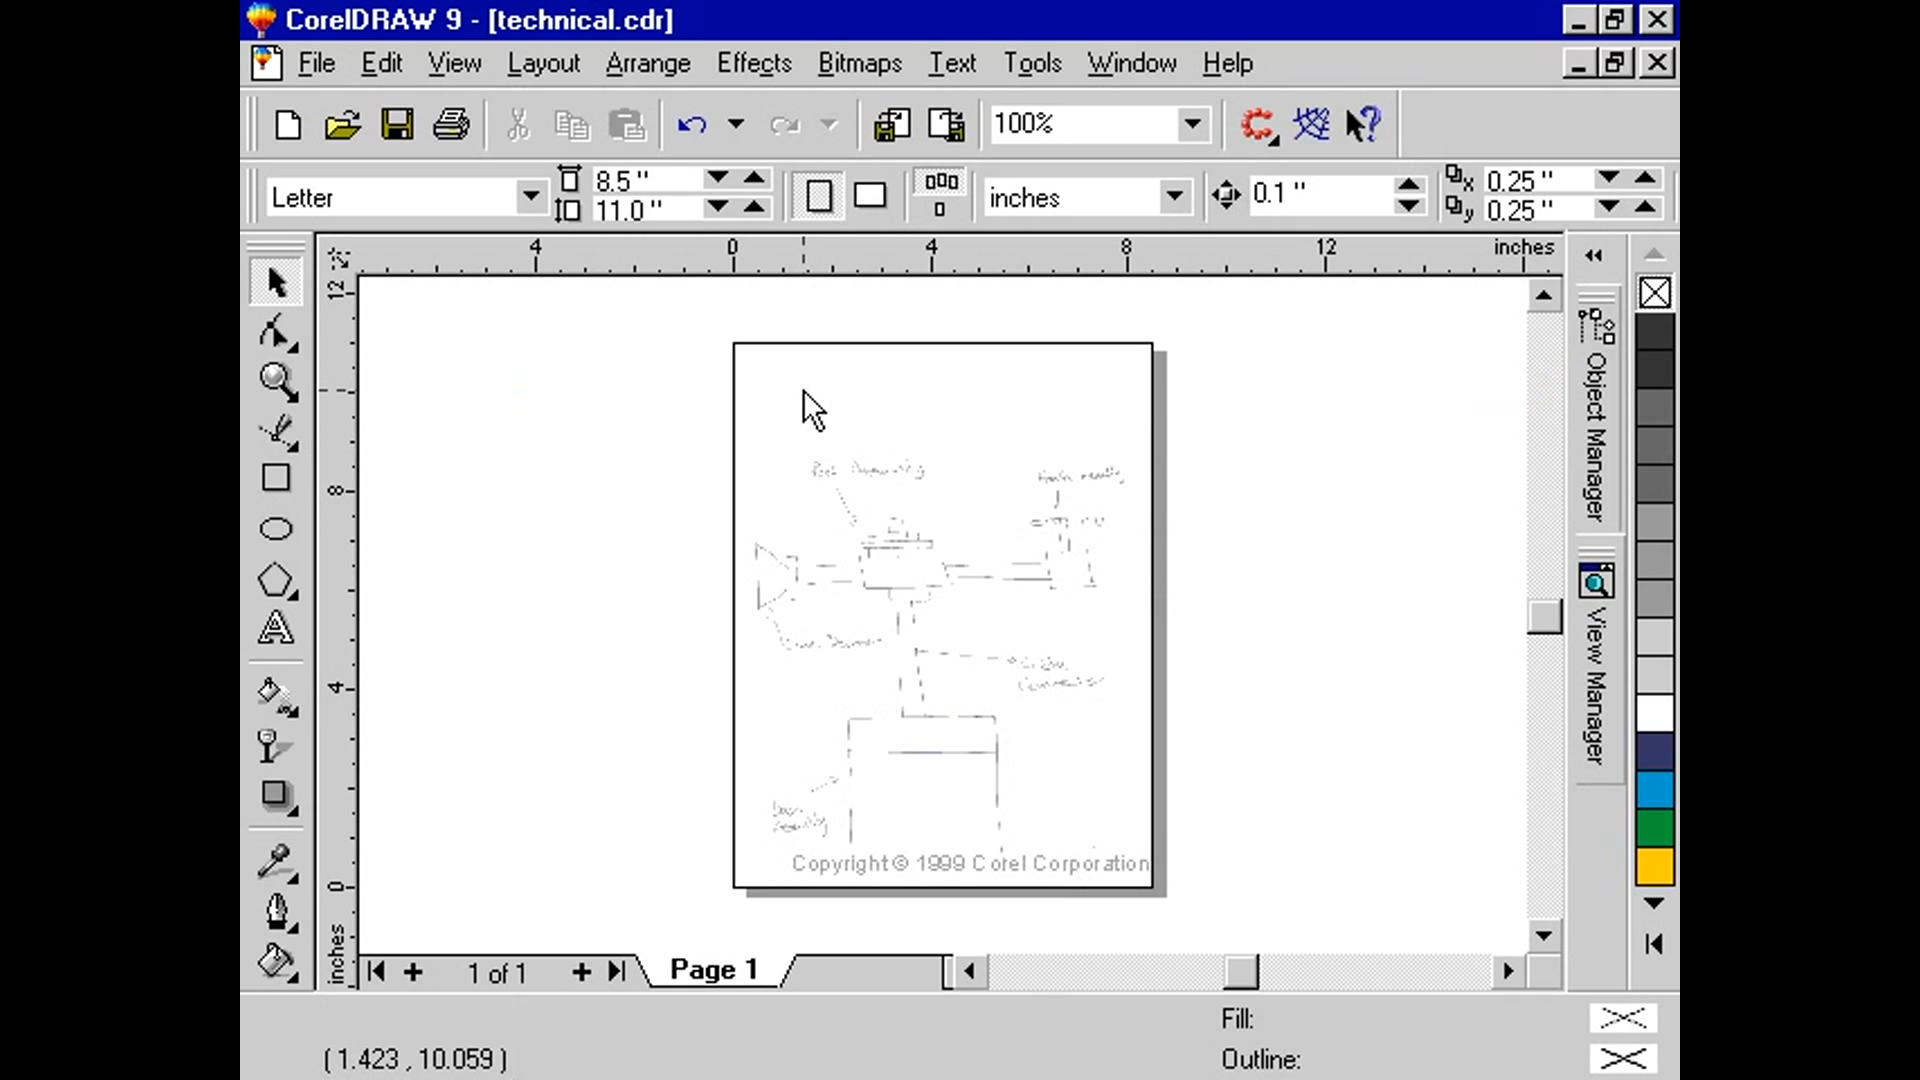 CorelDRAW 9 - [technical.cdr]
File Edit View Layout Arrange Effects Bitmaps Text Tools Window Help
100%
Letter 8.5 " inches 0.1 " x 0.25 "
11.0 " y 0.25 "
4 0 4 8 12 inches
12
8
4
0
inches
Object Manager
View Manager
Copyright © 1999 Corel Corporation
1 of 1 Page 1
Fill:
( 1.423 , 10.059 ) Outline: